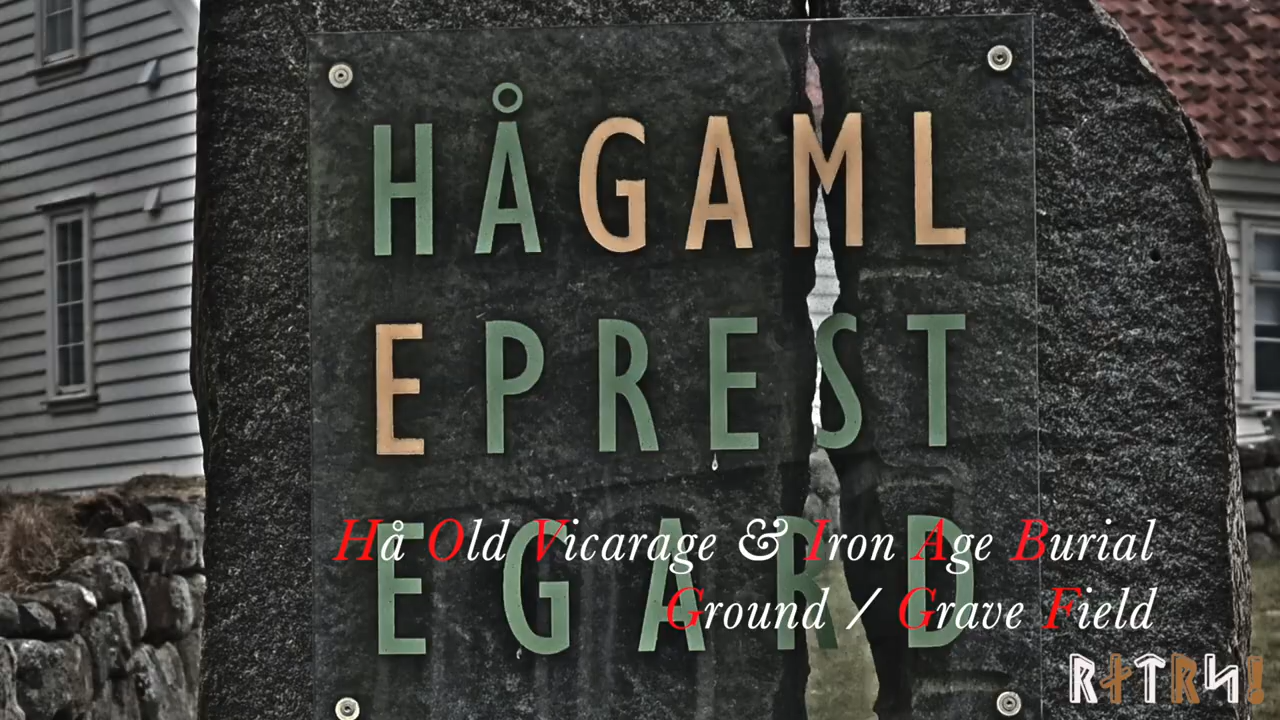 HÅGAML
EPREST
EGARD
Hå Old Vicarage & Iron Age Burial
Ground / Grave Field